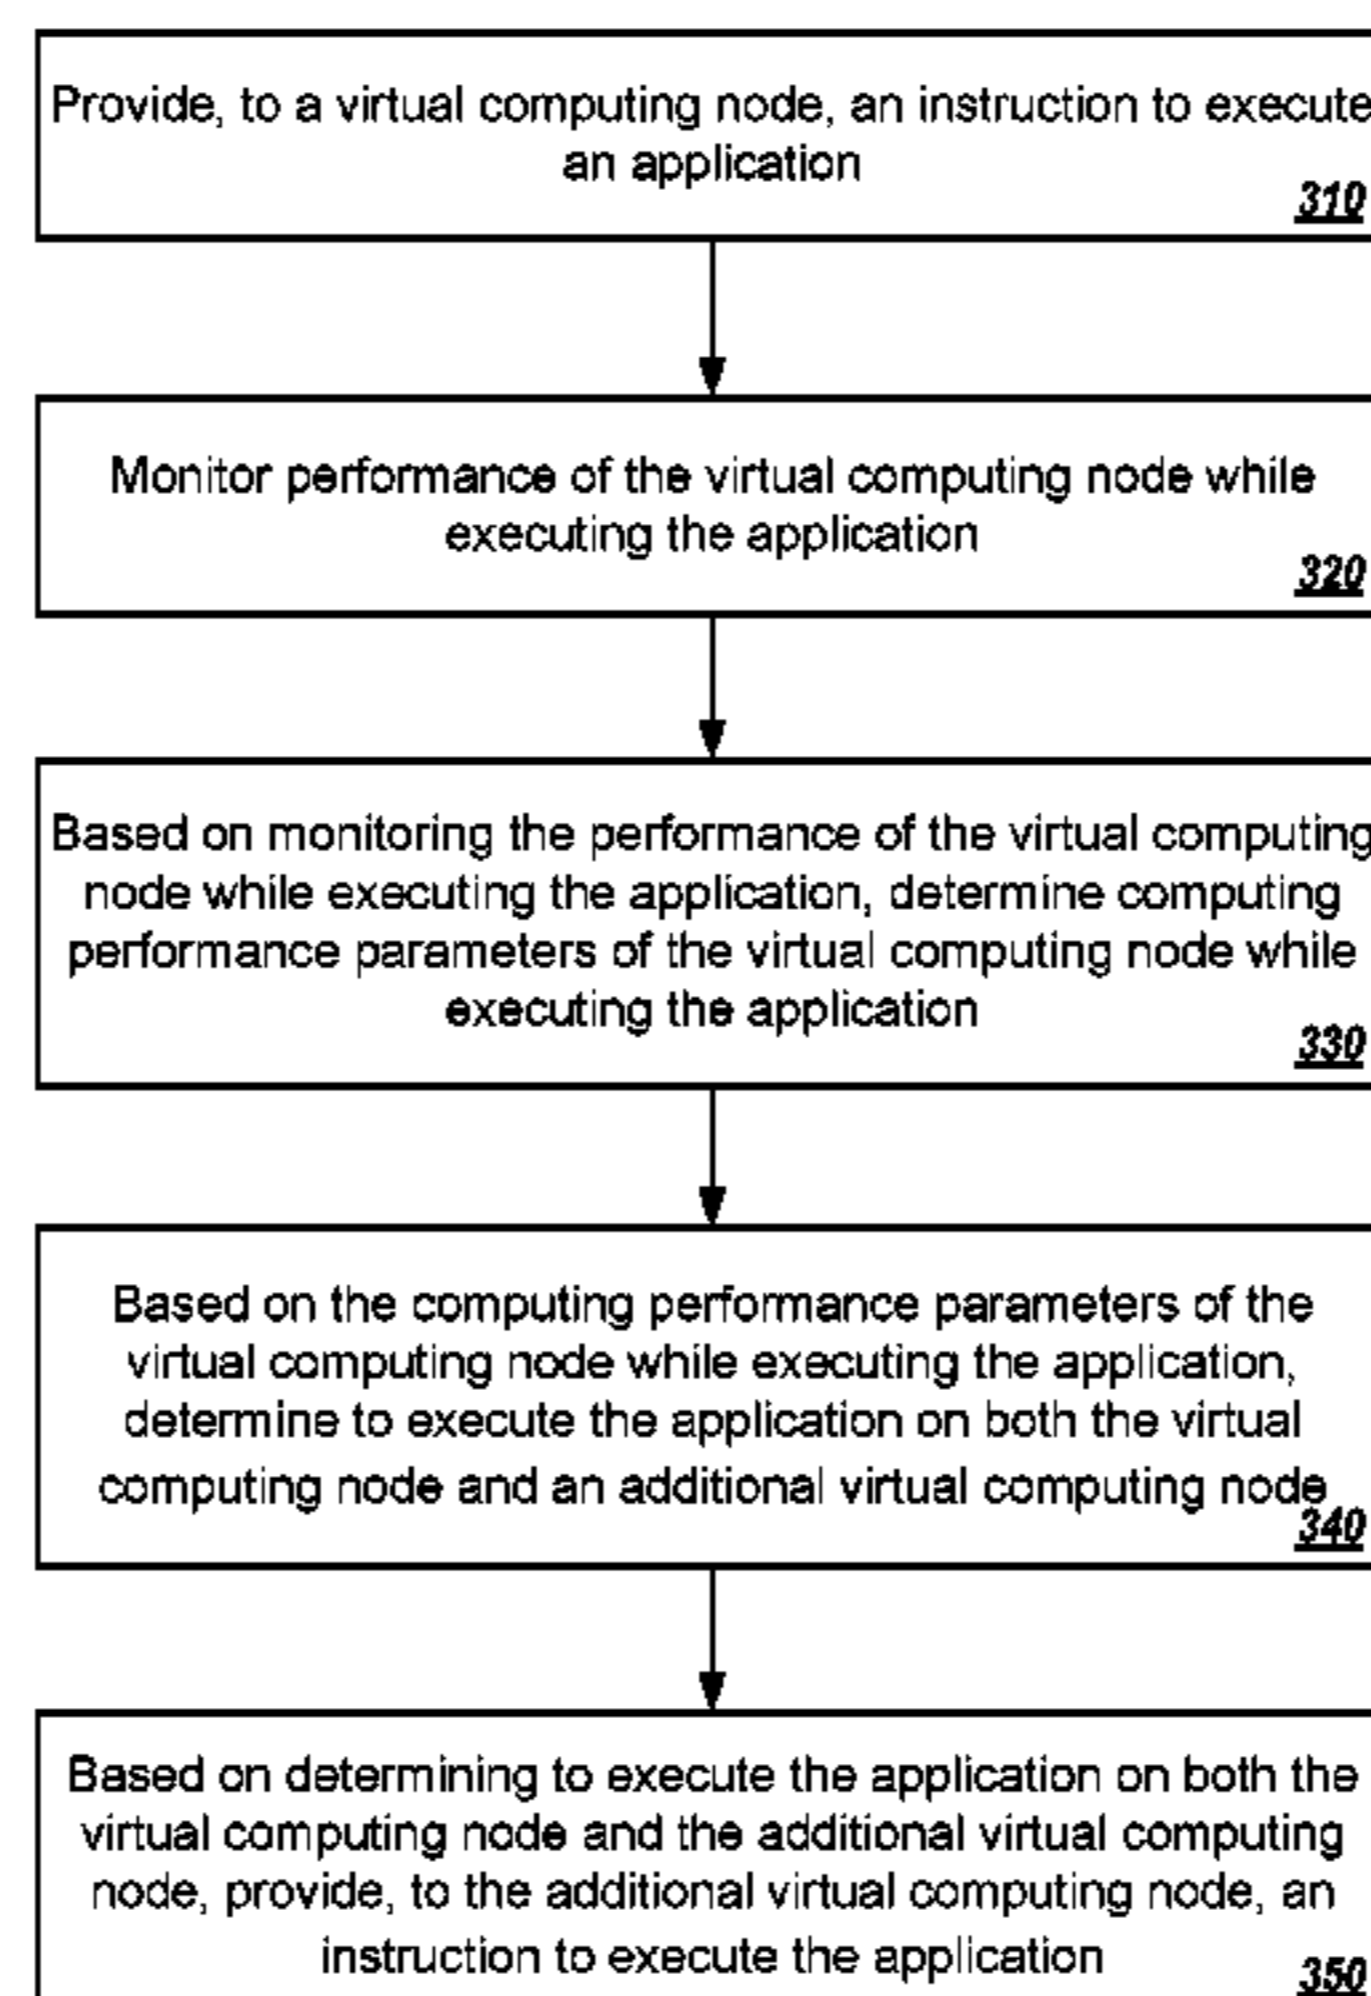 Provide, to a virtual computing node, an instruction to execute
an application
310
Monitor performance of the virtual computing node while
executing the application
320
Based on monitoring the performance of the virtual computing
node while executing the application, determine computing
performance parameters of the virtual computing node while
executing the application
330
Based on the computing performance parameters of the
virtual computing node while executing the application,
determine to execute the application on both the virtual
computing node and an additional virtual computing node
340
Based on determining to execute the application on both the
virtual computing node and the additional virtual computing
node, provide, to the additional virtual computing node, an
instruction to execute the application
350